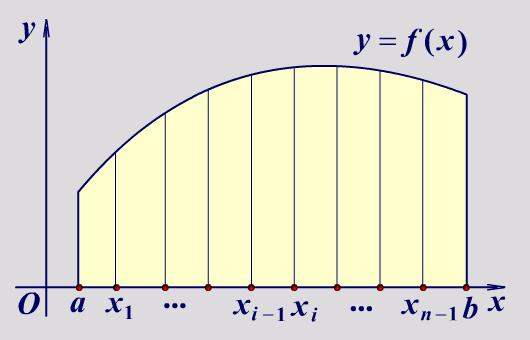 y
y = f(x)
O a x₁ ... xᵢ₋₁ xᵢ ... xₙ₋₁ b x